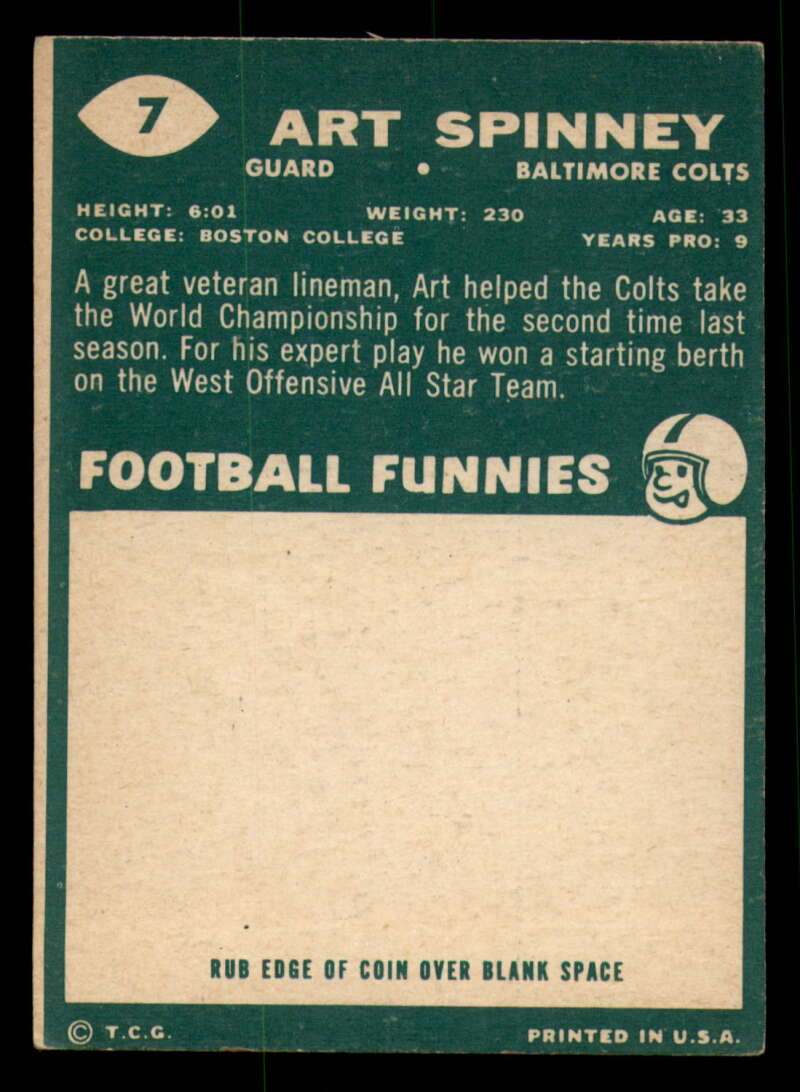 7
ART SPINNEY
GUARD • BALTIMORE COLTS
HEIGHT: 6:01 WEIGHT: 230 AGE: 33
COLLEGE: BOSTON COLLEGE YEARS PRO: 9
A great veteran lineman, Art helped the Colts take
the World Championship for the second time last
season. For his expert play he won a starting berth
on the West Offensive All Star Team.
FOOTBALL FUNNIES
RUB EDGE OF COIN OVER BLANK SPACE
© T.C.G. PRINTED IN U.S.A.